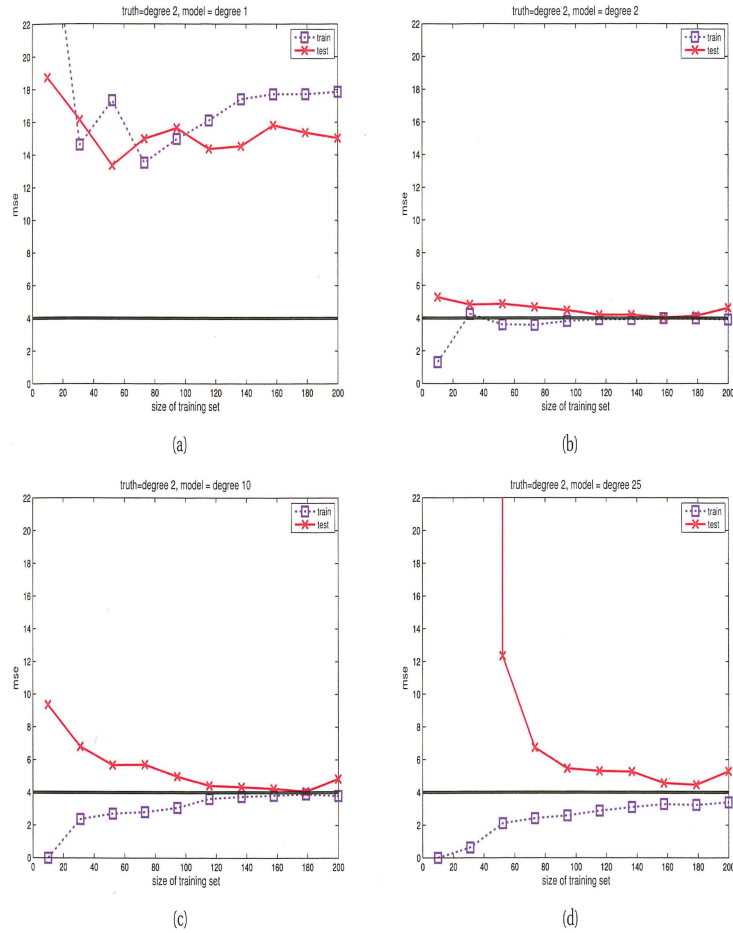 truth=degree 2, model = degree 1
22
20
18
16
14
12
10
8
6
4
2
0
mse
0 20 40 60 80 100 120 140 160 180 200
size of training set
train
test
(a)
truth=degree 2, model = degree 2
22
20
18
16
14
12
10
8
6
4
2
0
mse
0 20 40 60 80 100 120 140 160 180 200
size of training set
train
test
(b)
truth=degree 2, model = degree 10
22
20
18
16
14
12
10
8
6
4
2
0
mse
0 20 40 60 80 100 120 140 160 180 200
size of training set
train
test
(c)
truth=degree 2, model = degree 25
22
20
18
16
14
12
10
8
6
4
2
0
mse
0 20 40 60 80 100 120 140 160 180 200
size of training set
train
test
(d)